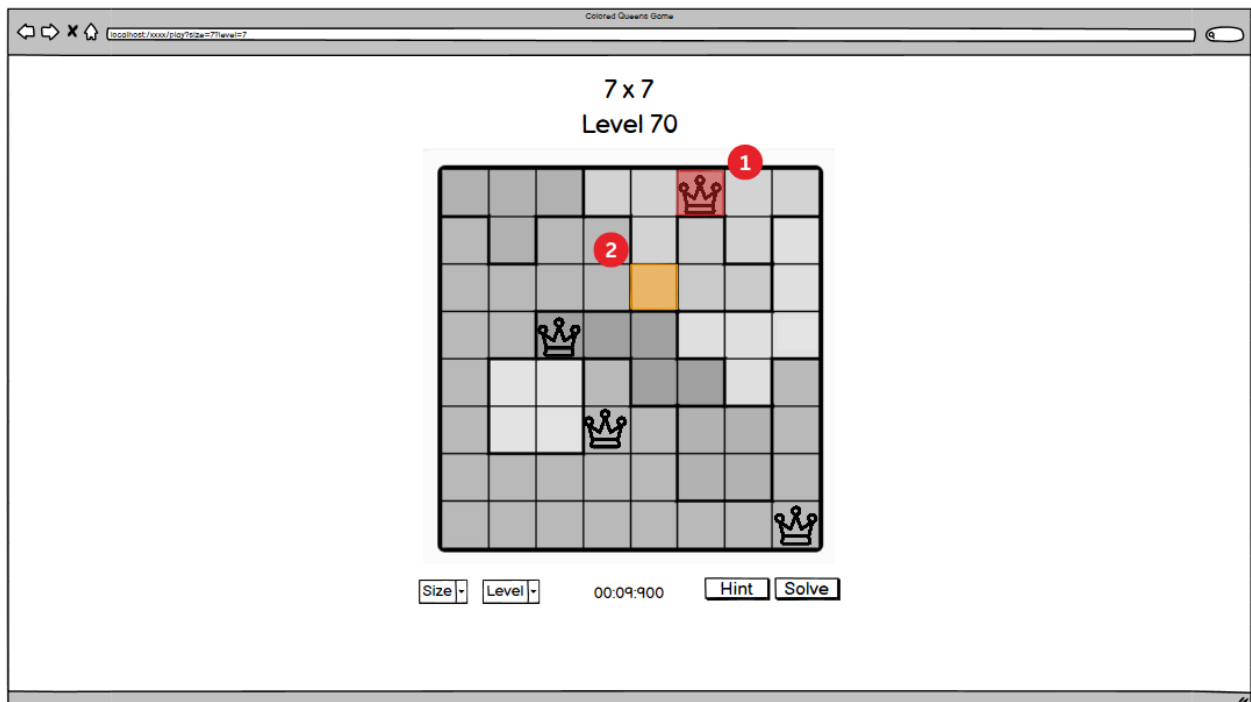 Colored Queens Game
localhost:/xxxx/play?size=7?level=7
7 x 7
Level 70
1
2
Size Level 00:09:900 Hint Solve